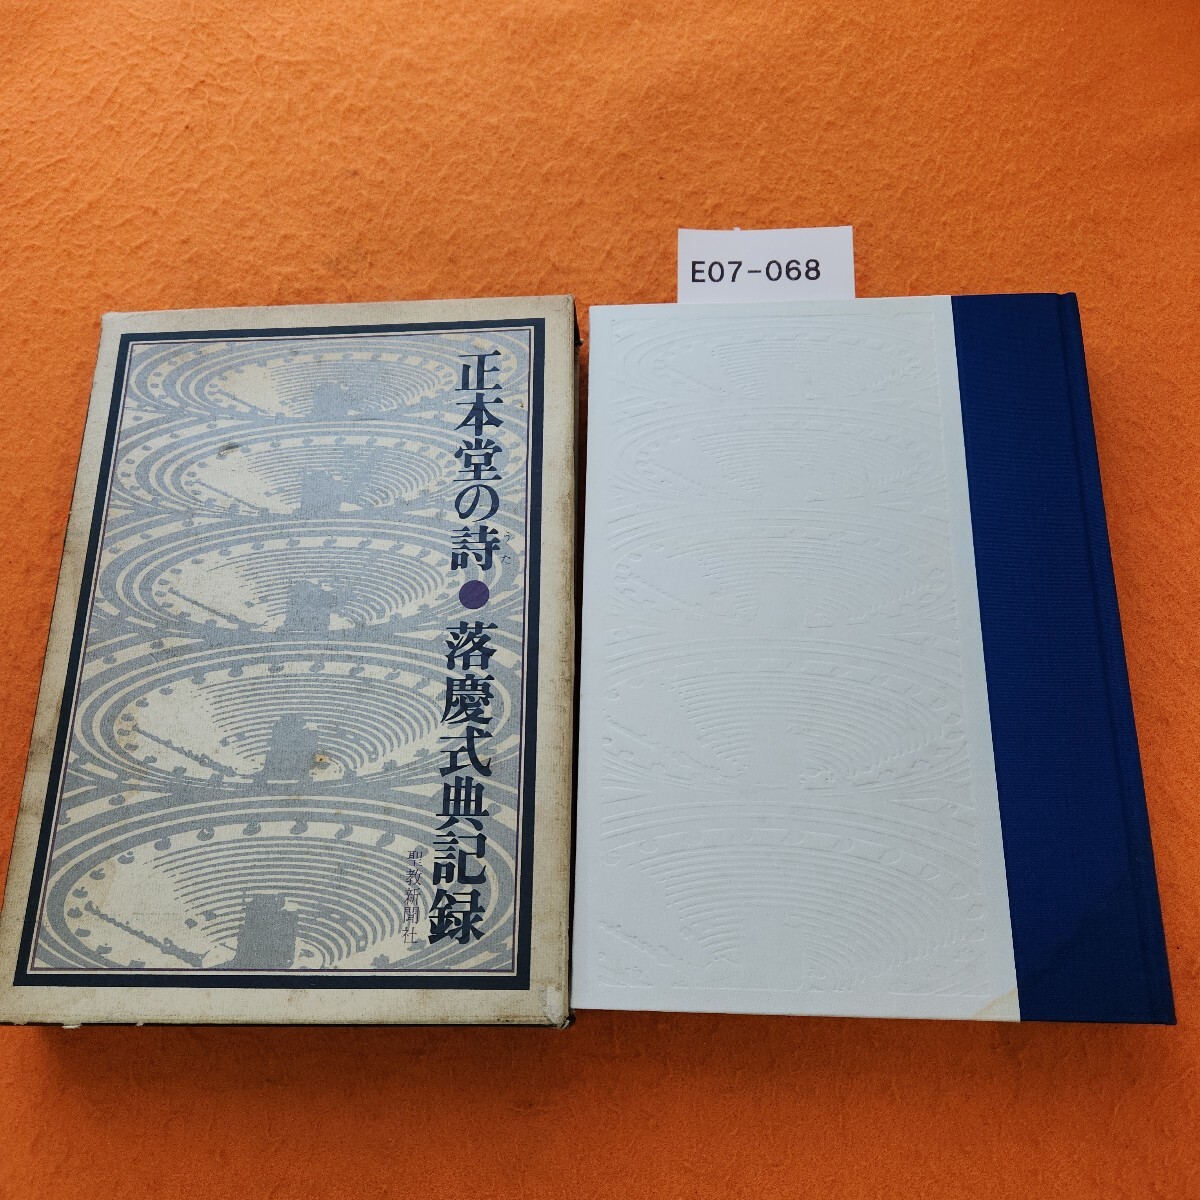 E07-068
正本堂の詩●落慶式典記録
うた
聖教新聞社